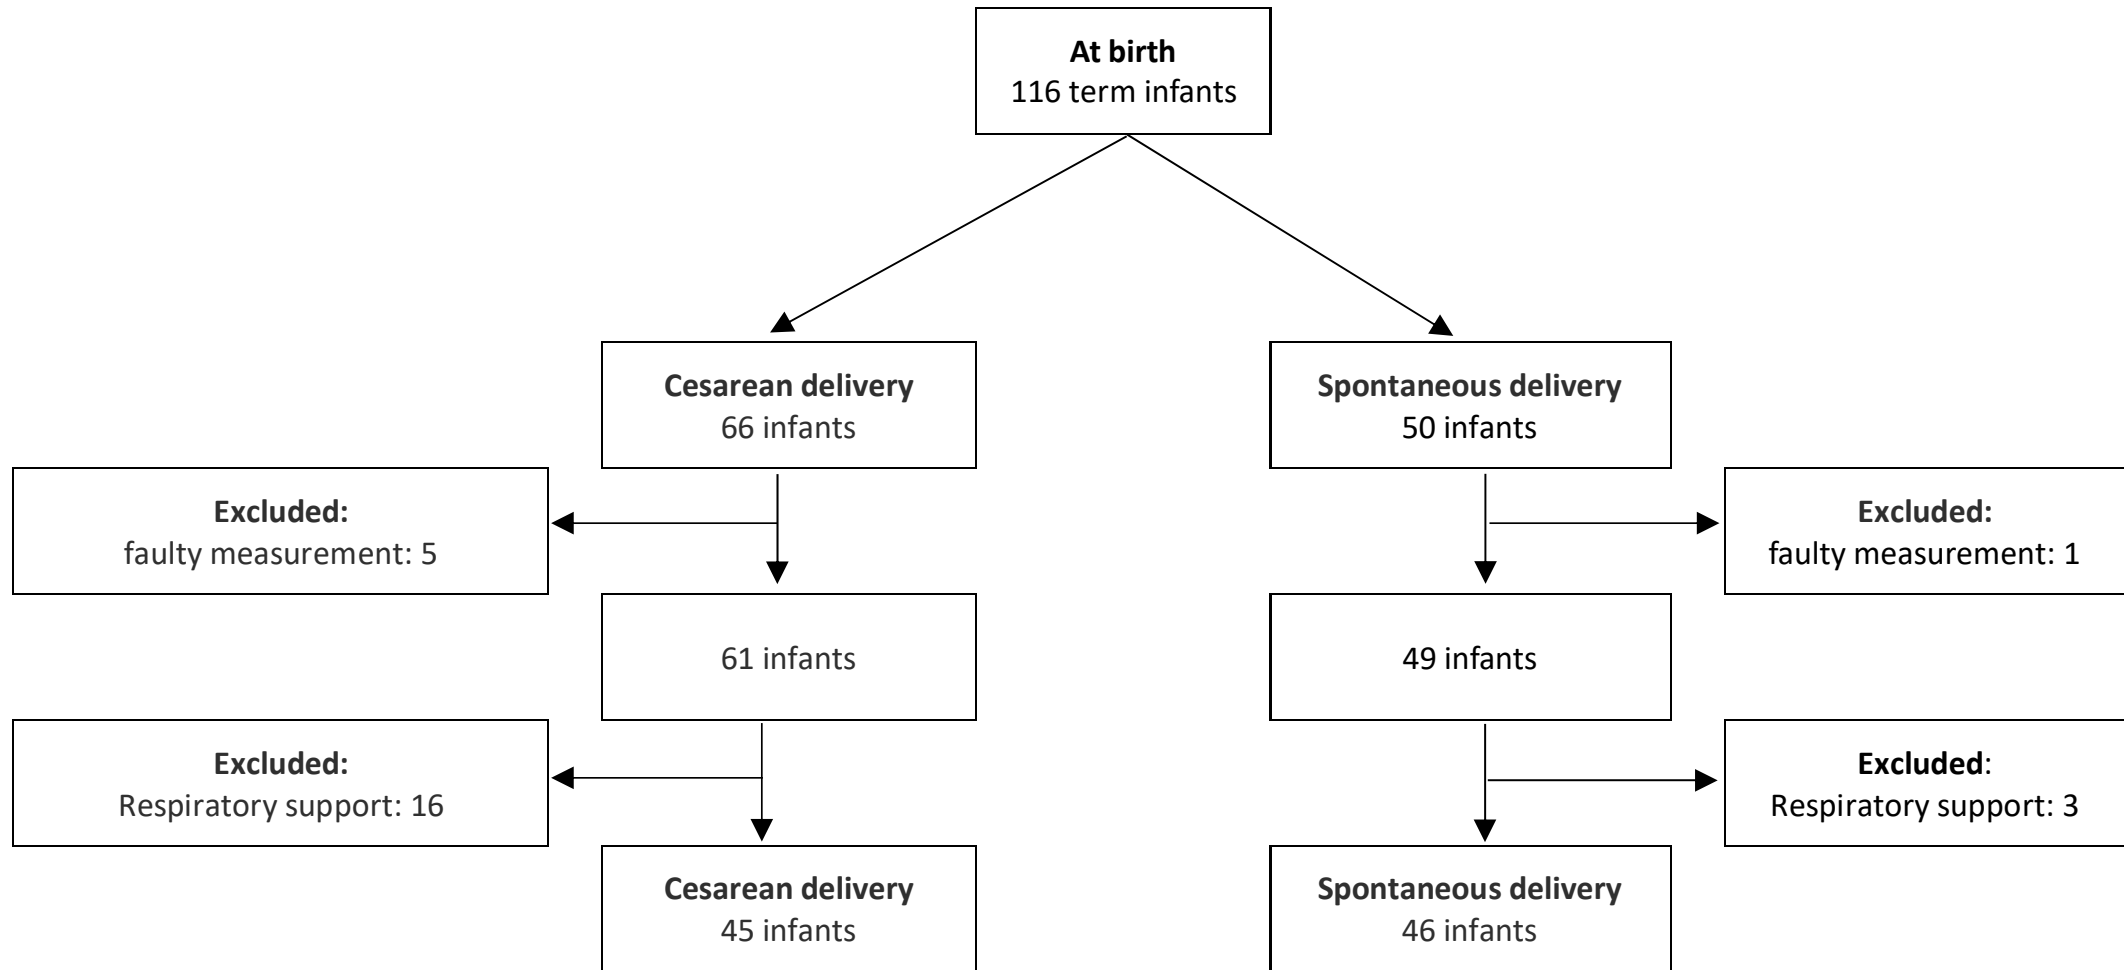 At birth
116 term infants
Cesarean delivery
66 infants
Spontaneous delivery
50 infants
Excluded:
faulty measurement: 5
Excluded:
faulty measurement: 1
61 infants
49 infants
Excluded:
Respiratory support: 16
Excluded:
Respiratory support: 3
Cesarean delivery
45 infants
Spontaneous delivery
46 infants